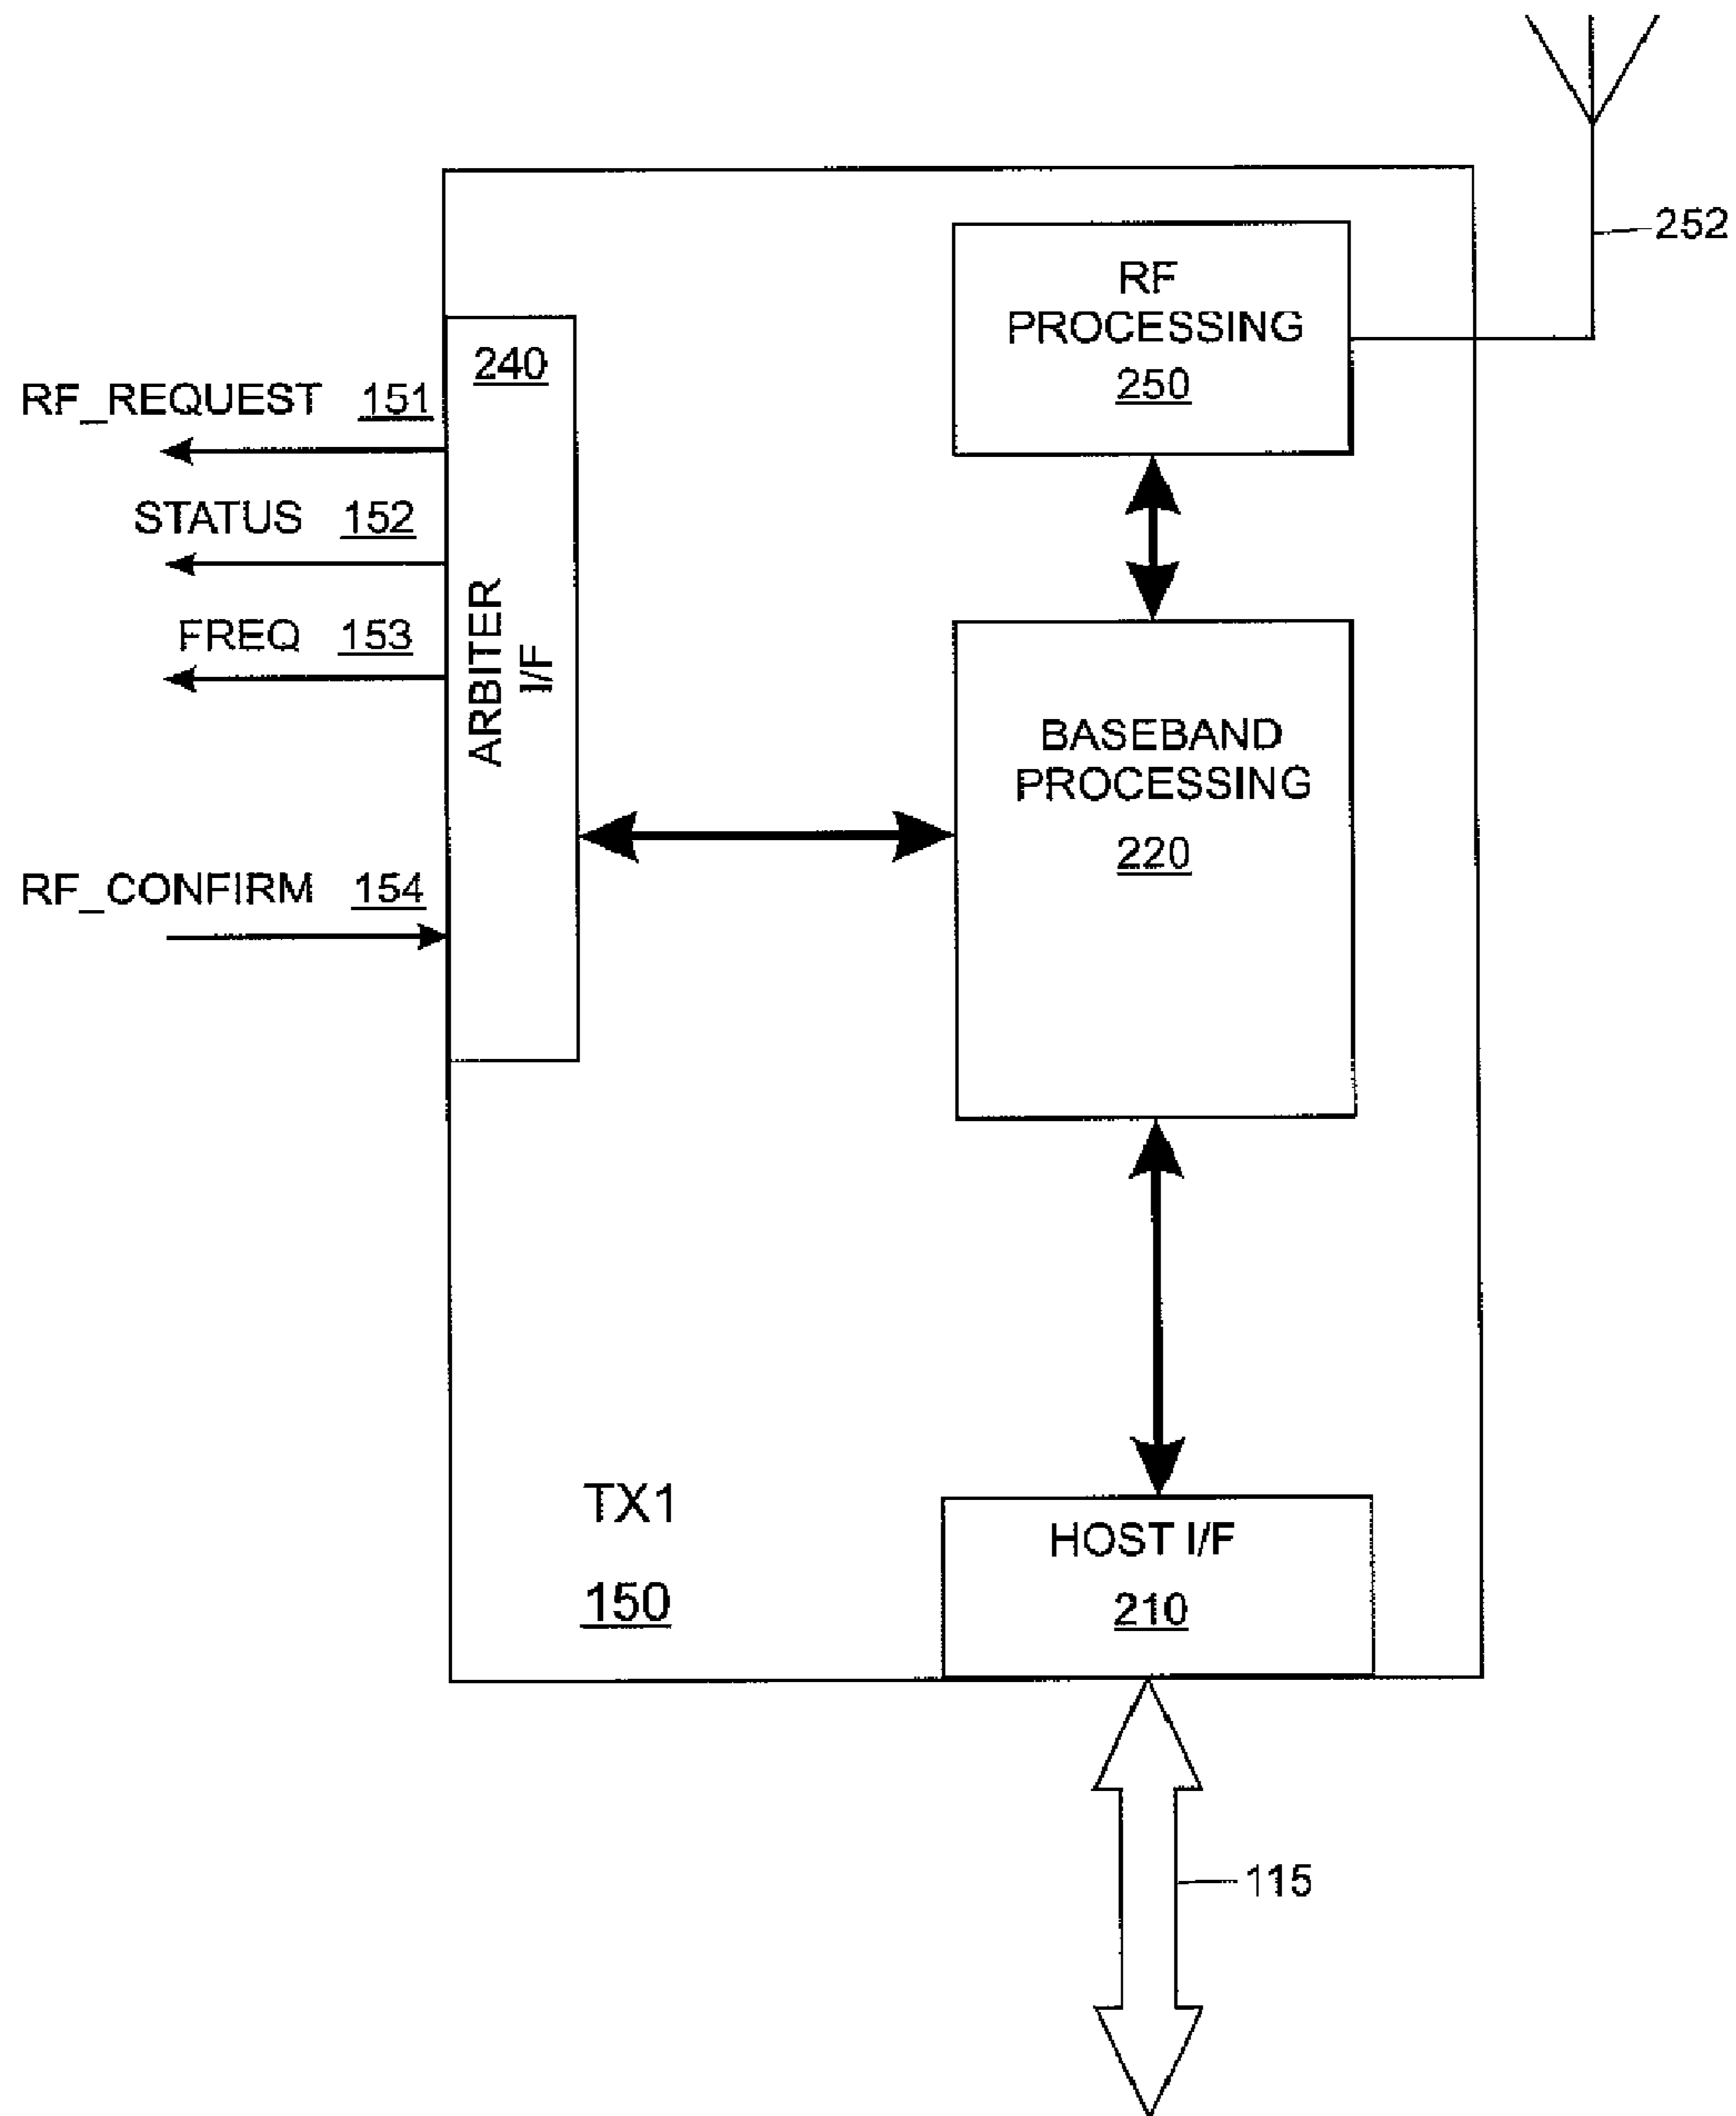 252
RF
PROCESSING
250
240
RF_REQUEST 151
STATUS 152
FREQ 153
ARBITER
I/F
BASEBAND
PROCESSING
220
RF_CONFIRM 154
TX1
150
HOST I/F
210
115